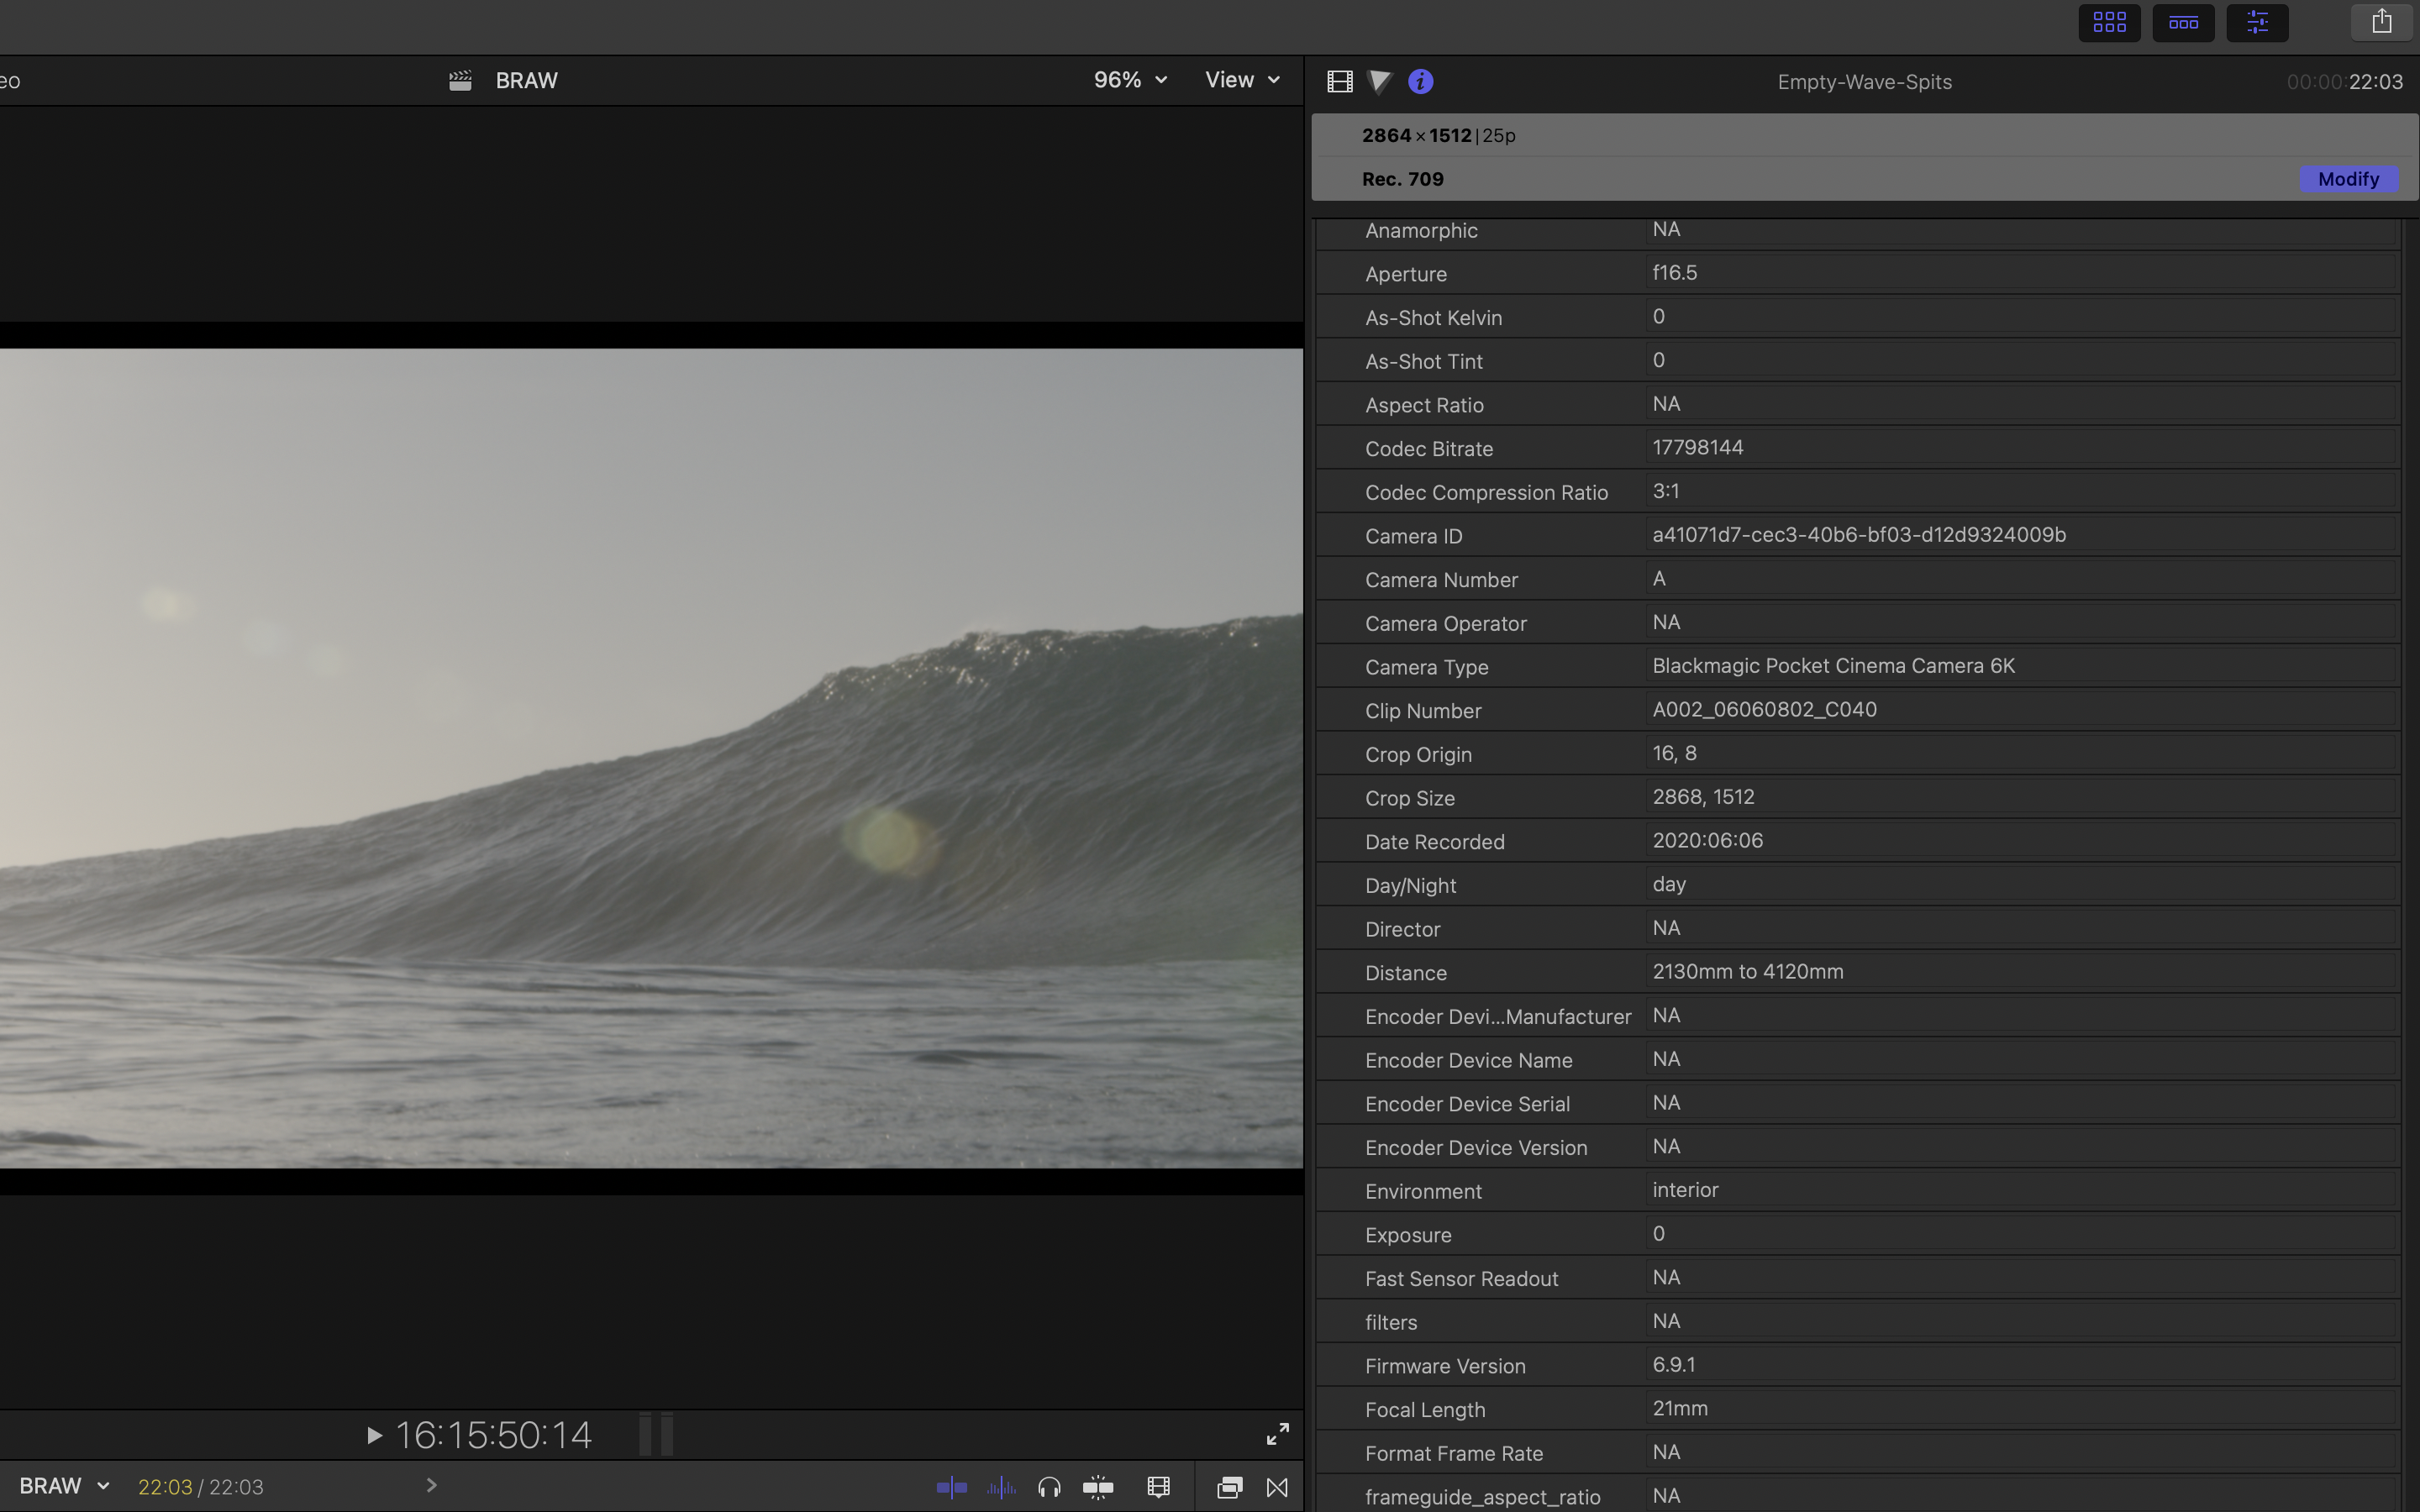 eo
BRAW
96%
View
Empty-Wave-Spits
00:00:22:03
2864 × 1512 | 25p
Rec. 709
Modify
Anamorphic NA
Aperture f16.5
As-Shot Kelvin 0
As-Shot Tint 0
Aspect Ratio NA
Codec Bitrate 17798144
Codec Compression Ratio 3:1
Camera ID a41071d7-cec3-40b6-bf03-d12d9324009b
Camera Number A
Camera Operator NA
Camera Type Blackmagic Pocket Cinema Camera 6K
Clip Number A002_06060802_C040
Crop Origin 16, 8
Crop Size 2868, 1512
Date Recorded 2020:06:06
Day/Night day
Director NA
Distance 2130mm to 4120mm
Encoder Devi...Manufacturer NA
Encoder Device Name NA
Encoder Device Serial NA
Encoder Device Version NA
Environment interior
Exposure 0
Fast Sensor Readout NA
filters NA
Firmware Version 6.9.1
Focal Length 21mm
Format Frame Rate NA
frameguide_aspect_ratio NA
16:15:50:14
BRAW
22:03 / 22:03